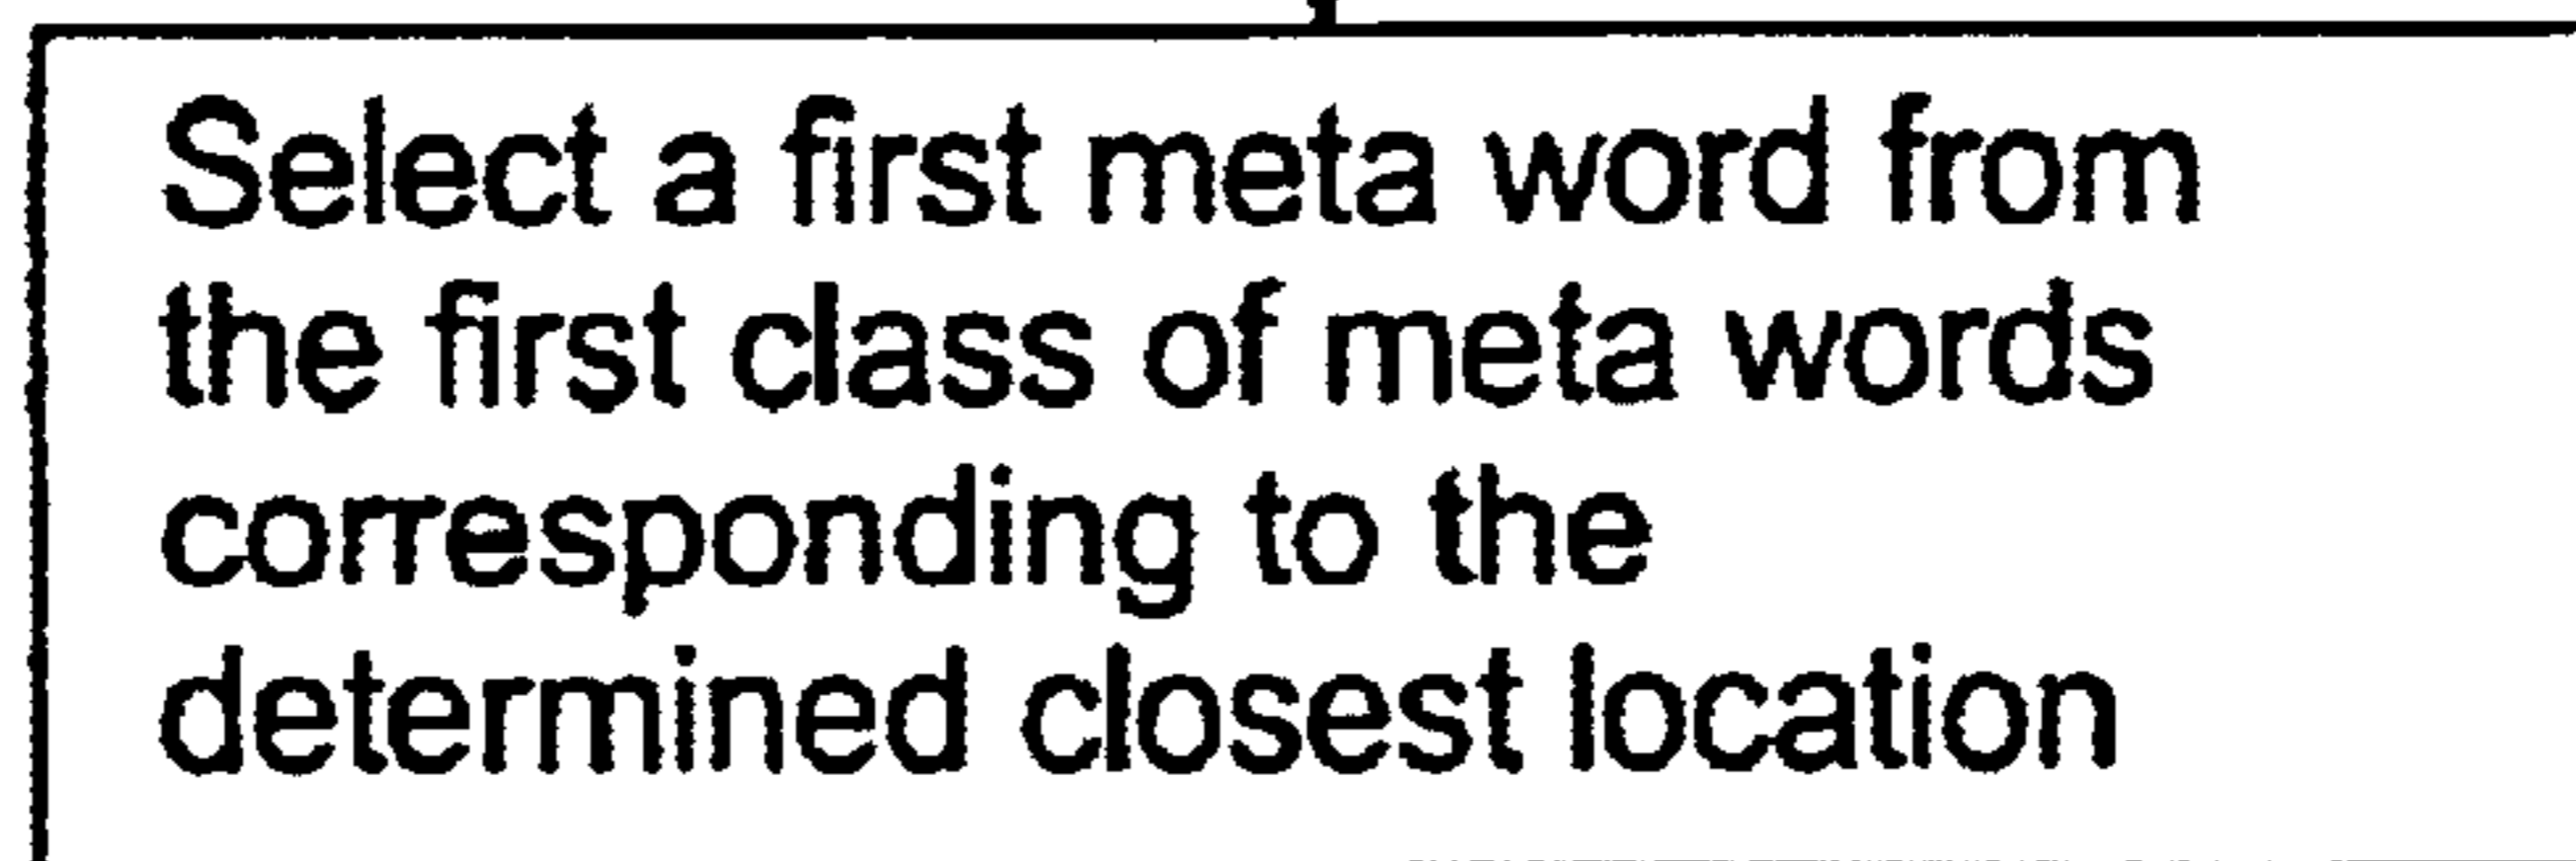 Select a first meta word from
the first class of meta words
corresponding to the
determined closest location